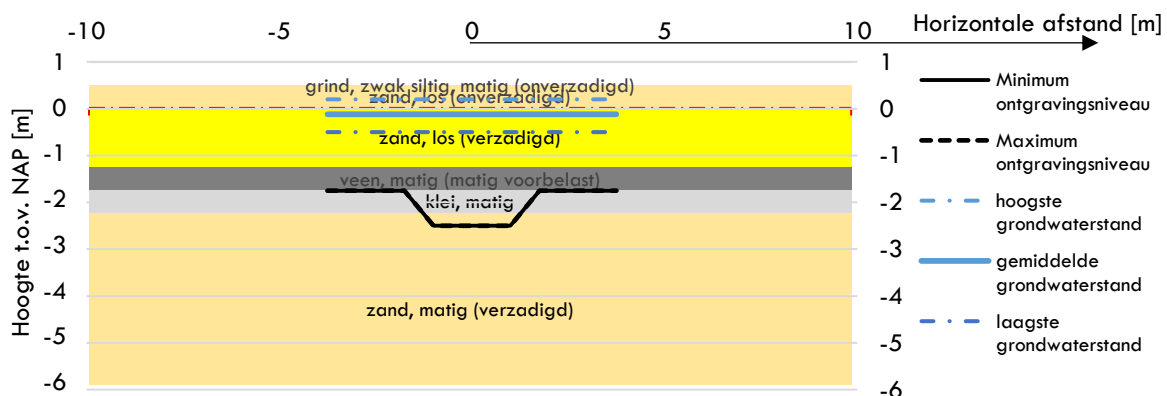 -10 -5 0 5 10 Horizontale afstand [m]
1 1
grind, zwak siltig, matig (onverzadigd)
zand, los (onverzadigd)
0 0
zand, los (verzadigd)
-1 -1
veen, matig (matig voorbelast)
-2 klei, matig -2
-3 -3
-4 zand, matig (verzadigd) -4
-5 -5
-6 -6
Hoogte t.o.v. NAP [m]
Minimum
ontgravingsniveau
Maximum
ontgravingsniveau
hoogste
grondwaterstand
gemiddelde
grondwaterstand
laagste
grondwaterstand